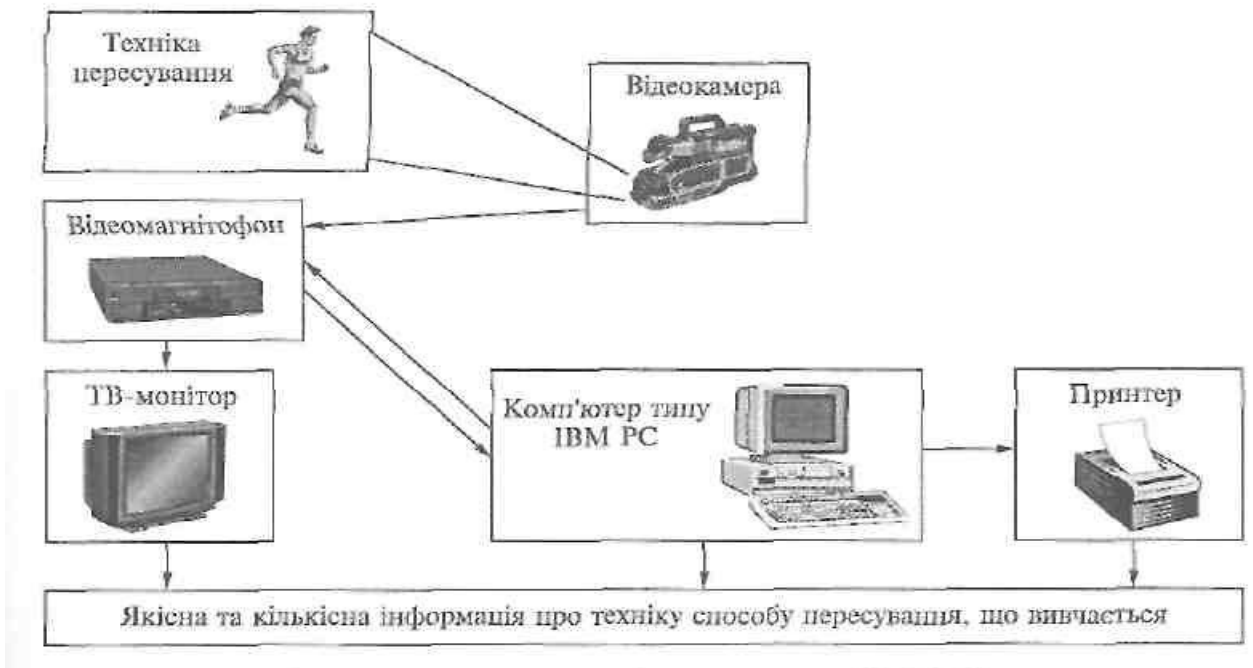 Техніка
пересування
Відеокамера
Відеомагнітофон
ТВ-монітор
Комп'ютер типу
IBM PC
Принтер
Якісна та кількісна інформація про техніку способу пересування, що вивчається